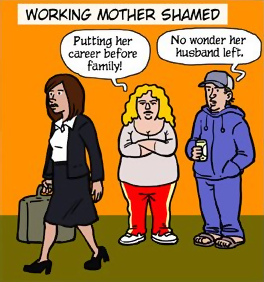 WORKING MOTHER SHAMED
Putting her
career before
family!
No wonder her
husband left.